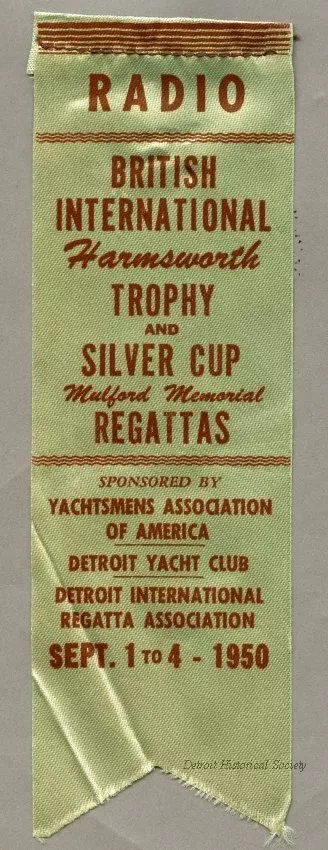 RADIO
BRITISH
INTERNATIONAL
Harmsworth
TROPHY
AND
SILVER CUP
Mulford Memorial
REGATTAS
SPONSORED BY
YACHTSMENS ASSOCIATION
OF AMERICA
DETROIT YACHT CLUB
DETROIT INTERNATIONAL
REGATTA ASSOCIATION
SEPT. 1 TO 4 - 1950
Detroit Historical Society